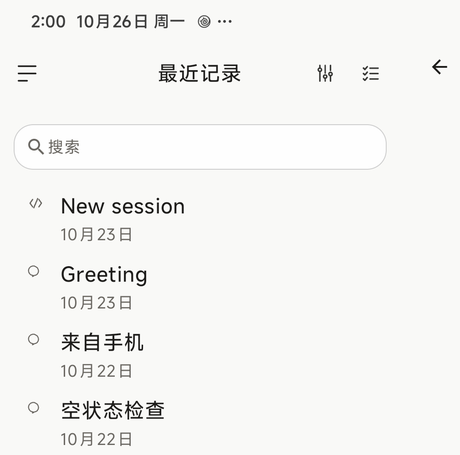 2:00 10月26日 周一 ···
最近记录
搜索
New session
10月23日
Greeting
10月23日
来自手机
10月22日
空状态检查
10月22日